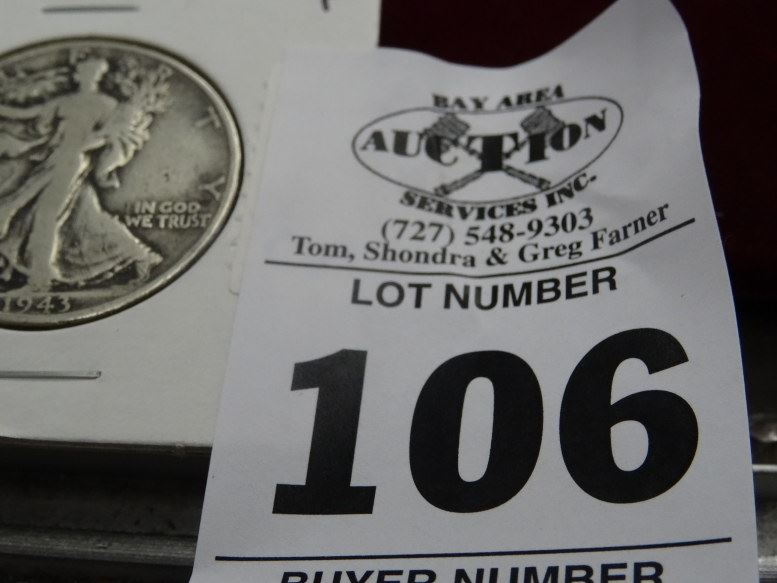 T
Y
IN GOD
WE TRUST
1943
BAY AREA
AUCTION
SERVICES INC-
(727) 548-9303
Tom, Shondra & Greg Farner
LOT NUMBER
106
BUYER NUMBER